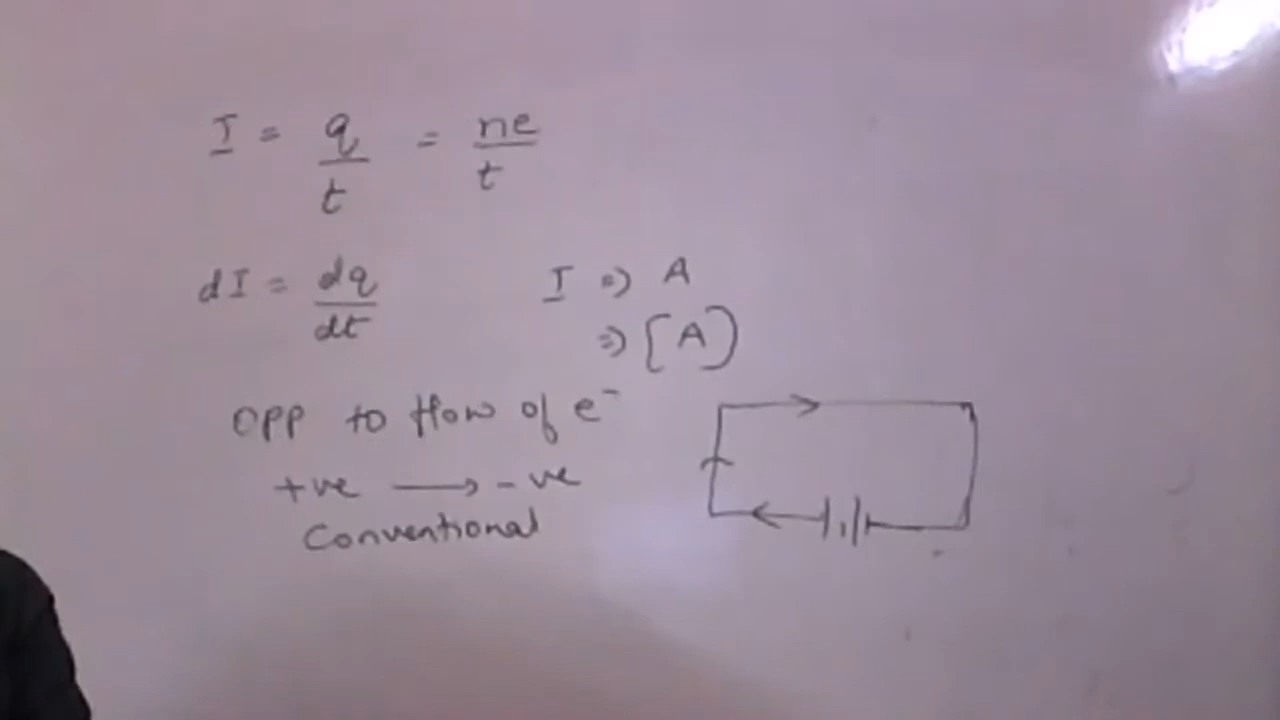 I = q/t = ne/t
dI = dq/dt
I ⇒ A
⇒ [A]
opp to flow of e⁻
+ve ⟶ -ve
Conventional